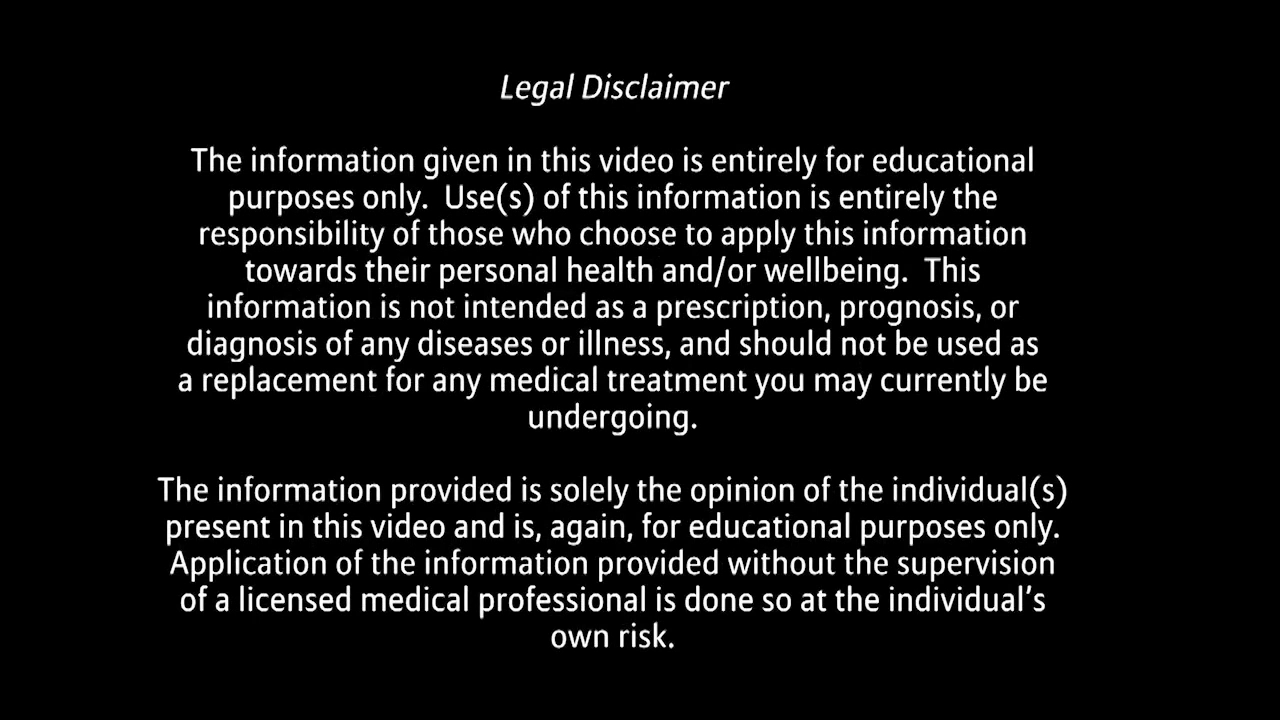 Legal Disclaimer
The information given in this video is entirely for educational
purposes only.  Use(s) of this information is entirely the
responsibility of those who choose to apply this information
towards their personal health and/or wellbeing.  This
information is not intended as a prescription, prognosis, or
diagnosis of any diseases or illness, and should not be used as
a replacement for any medical treatment you may currently be
undergoing.
The information provided is solely the opinion of the individual(s)
present in this video and is, again, for educational purposes only.
Application of the information provided without the supervision
of a licensed medical professional is done so at the individual’s
own risk.